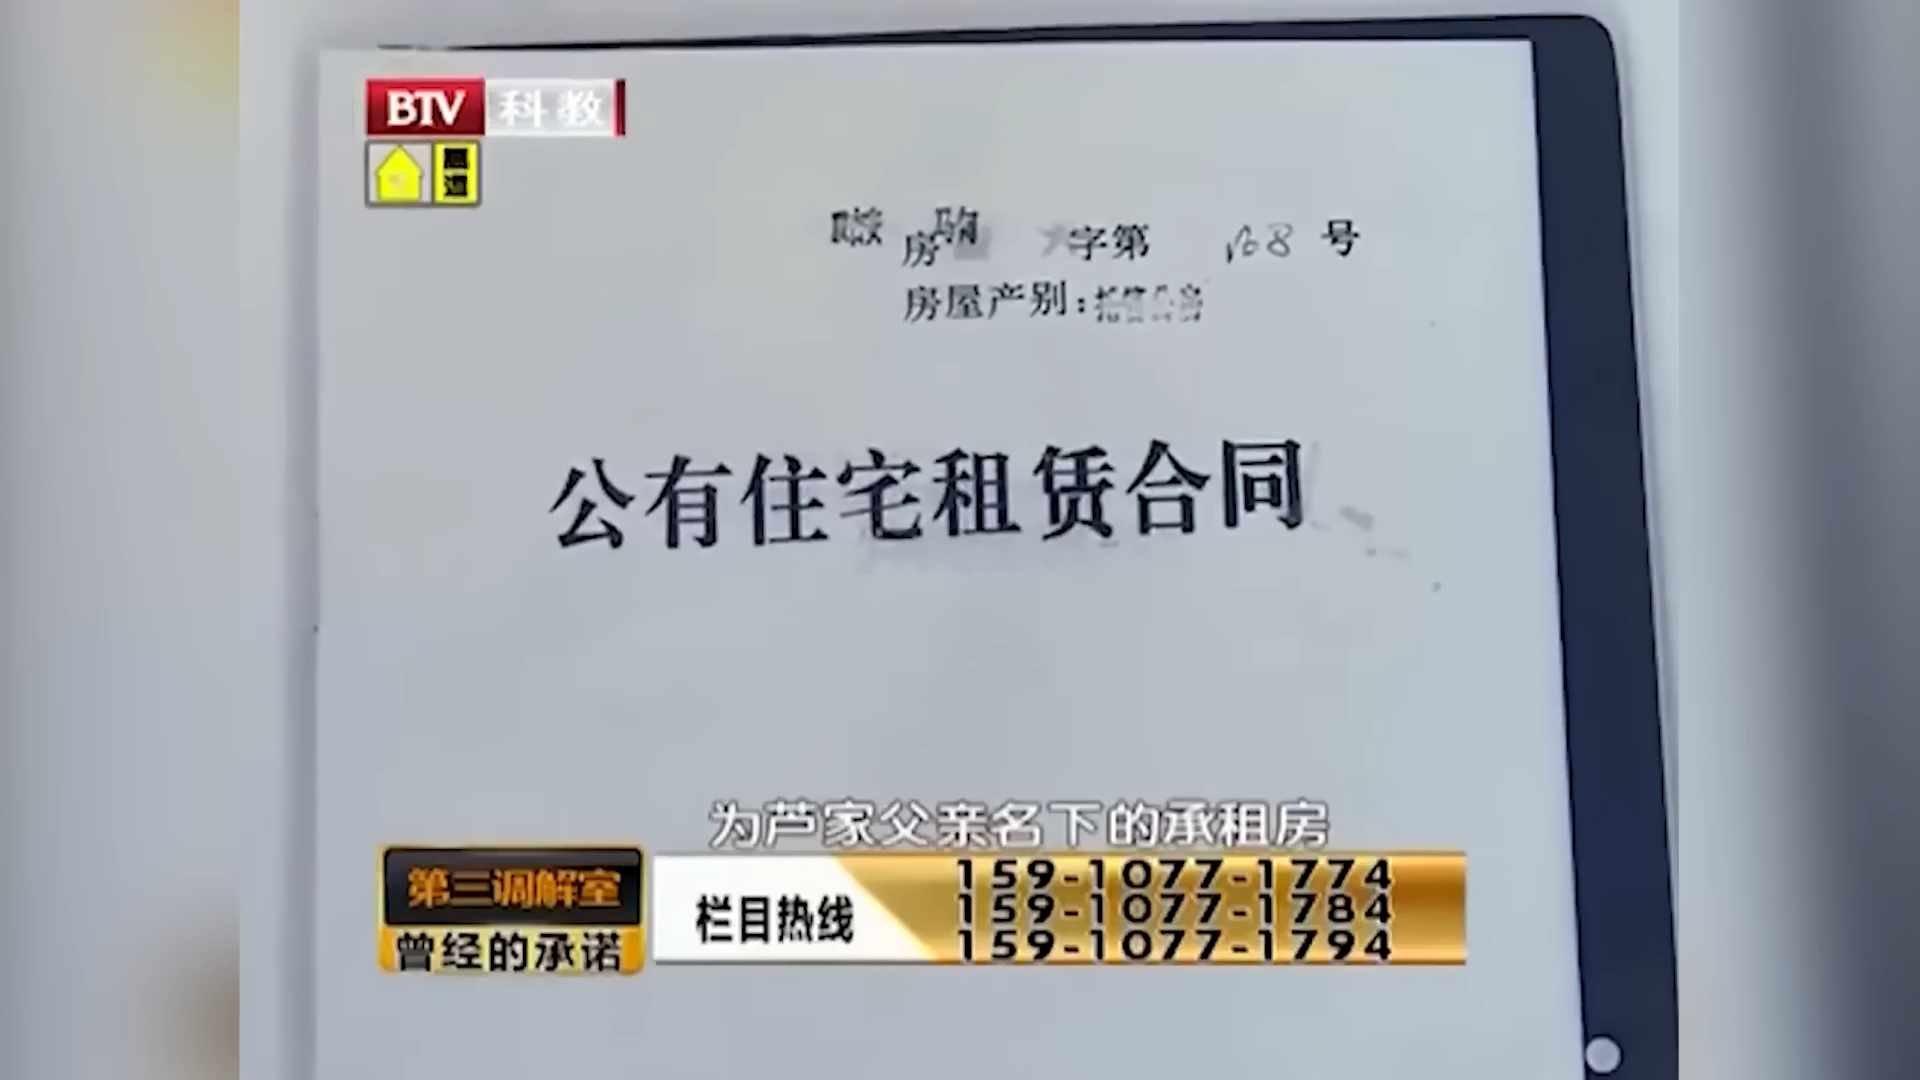 BTV 科教
房 字第 号
房屋产别：
公有住宅租赁合同
为芦家父亲名下的承租房
第三调解室
曾经的承诺
栏目热线
159-1077-1774
159-1077-1784
159-1077-1794